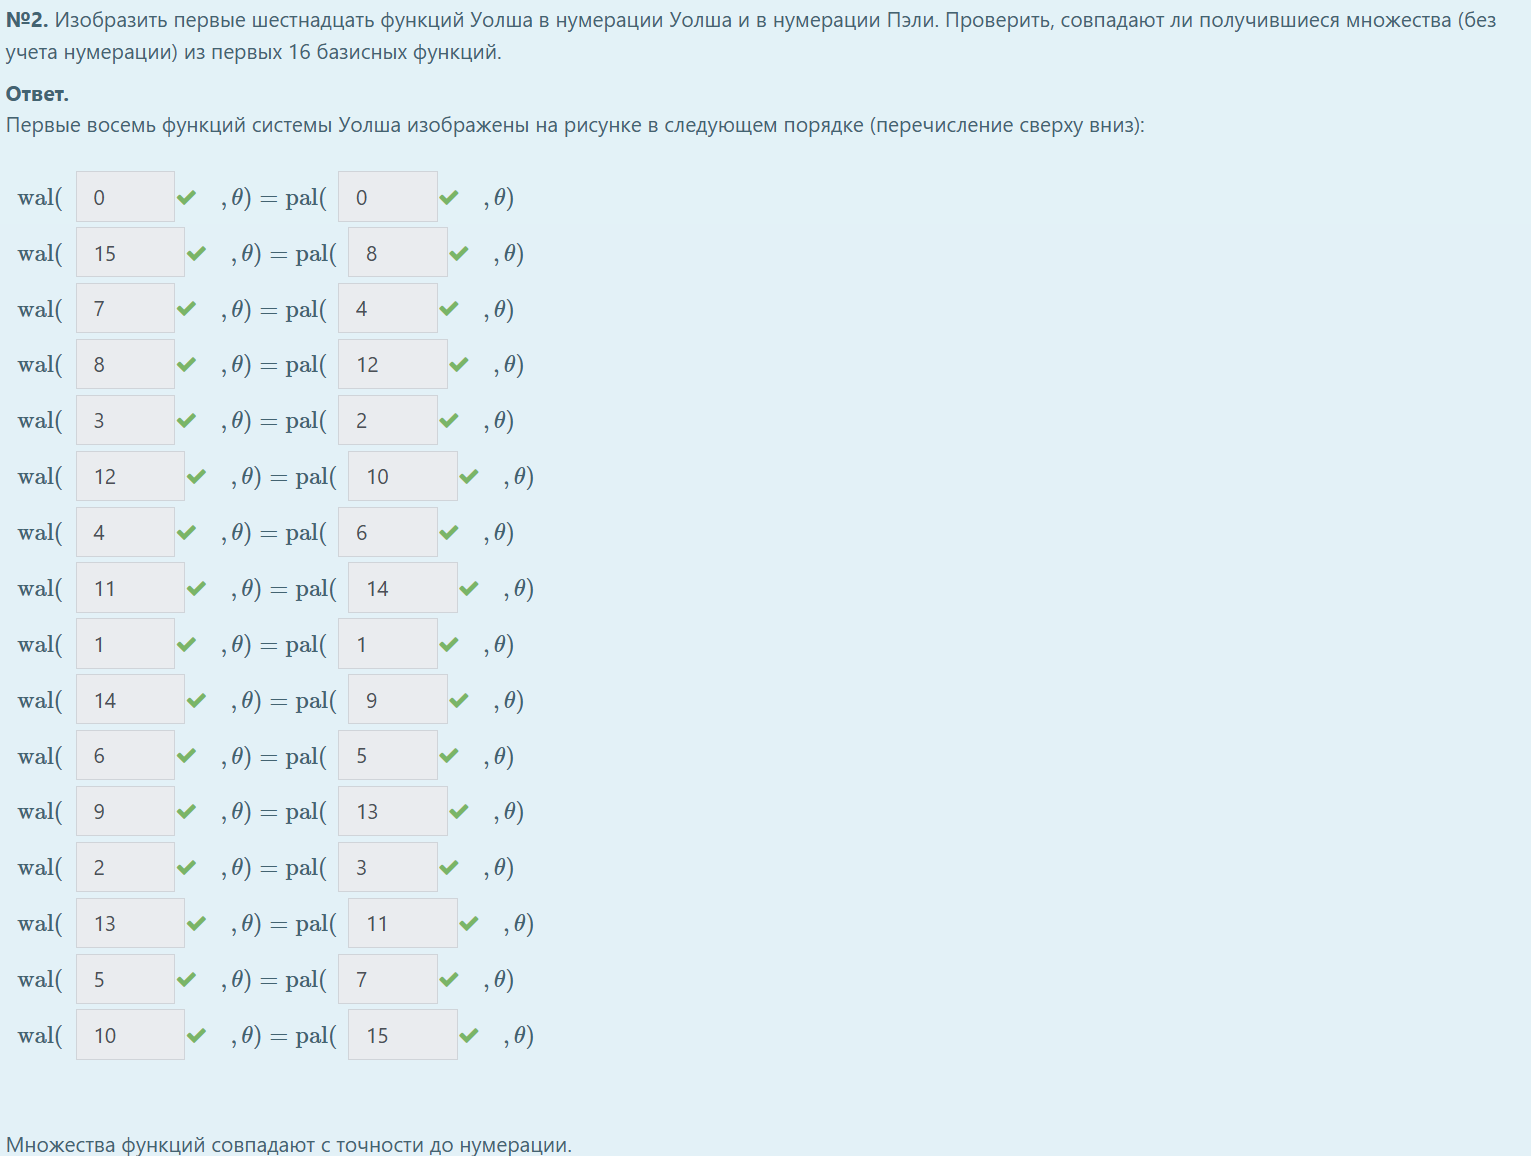 №2. Изобразить первые шестнадцать функций Уолша в нумерации Уолша и в нумерации Пэли. Проверить, совпадают ли получившиеся множества (без
учета нумерации) из первых 16 базисных функций.
Ответ.
Первые восемь функций системы Уолша изображены на рисунке в следующем порядке (перечисление сверху вниз):
wal( 0 , θ) = pal( 0 , θ)
wal( 15 , θ) = pal( 8 , θ)
wal( 7 , θ) = pal( 4 , θ)
wal( 8 , θ) = pal( 12 , θ)
wal( 3 , θ) = pal( 2 , θ)
wal( 12 , θ) = pal( 10 , θ)
wal( 4 , θ) = pal( 6 , θ)
wal( 11 , θ) = pal( 14 , θ)
wal( 1 , θ) = pal( 1 , θ)
wal( 14 , θ) = pal( 9 , θ)
wal( 6 , θ) = pal( 5 , θ)
wal( 9 , θ) = pal( 13 , θ)
wal( 2 , θ) = pal( 3 , θ)
wal( 13 , θ) = pal( 11 , θ)
wal( 5 , θ) = pal( 7 , θ)
wal( 10 , θ) = pal( 15 , θ)
Множества функций совпадают с точности до нумерации.